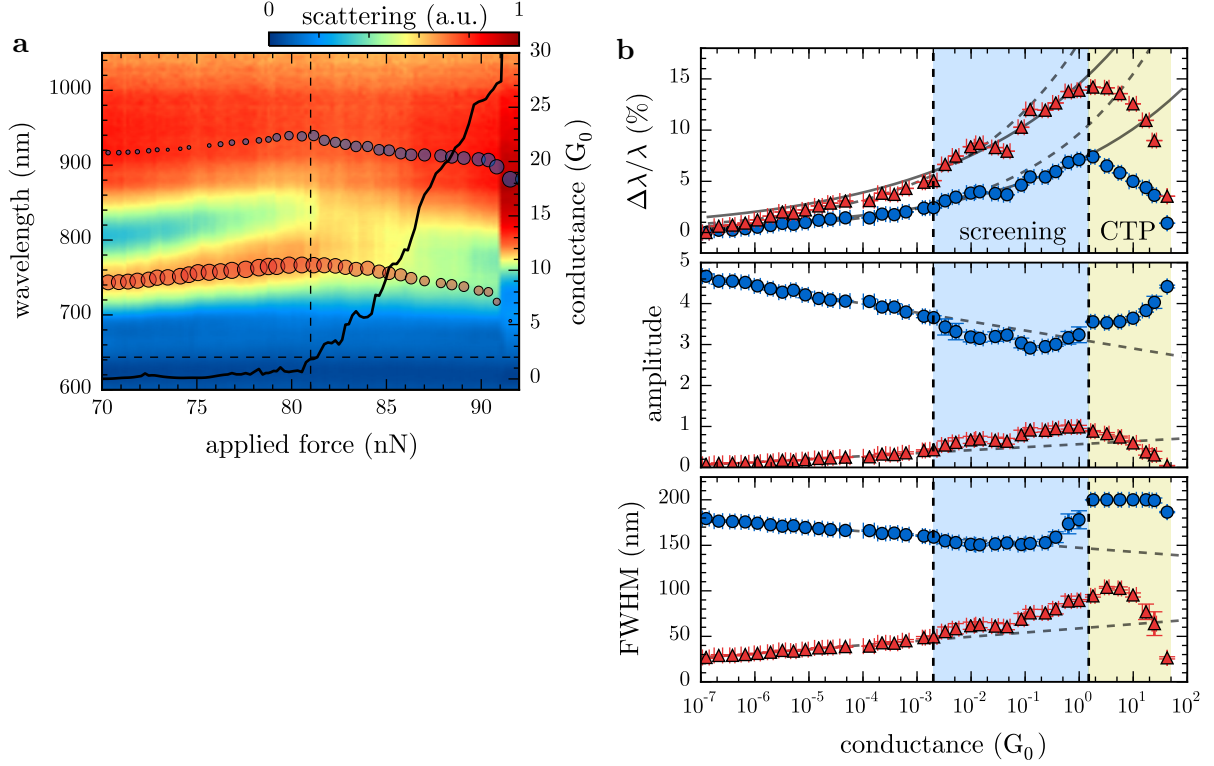 0 scattering (a.u.) 1
a
1000
900
800
700
600
wavelength (nm)
30
25
20
15
10
5
0
conductance (G₀)
70 75 80 85 90
applied force (nN)
b
15
10
5
0
Δλ/λ (%)
screening CTP
5
4
3
2
1
0
amplitude
200
150
100
50
0
FWHM (nm)
10⁻⁷ 10⁻⁶ 10⁻⁵ 10⁻⁴ 10⁻³ 10⁻² 10⁻¹ 10⁰ 10¹ 10²
conductance (G₀)